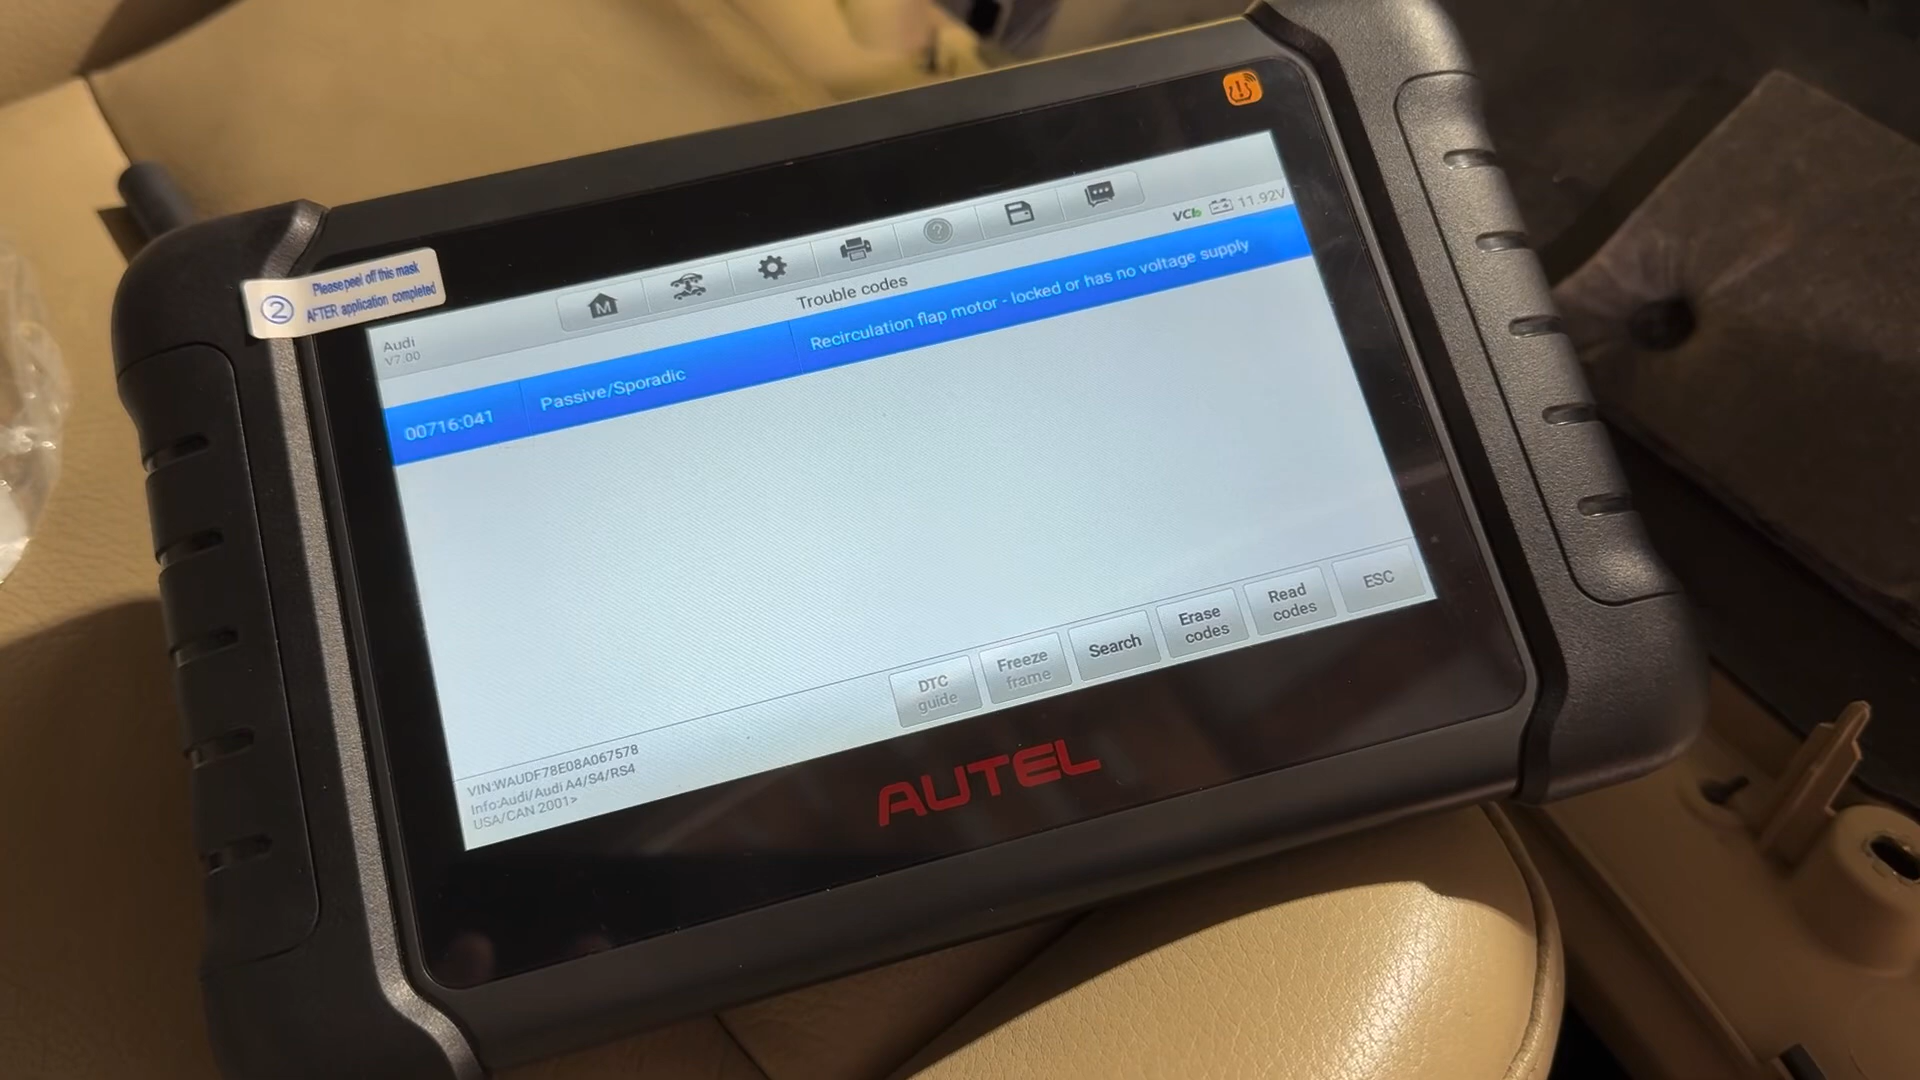 ② Please peel off this mask
AFTER application completed
M
?
VCI
11.92V
Audi
V7.00
Trouble codes
00716:041
Passive/Sporadic
Recirculation flap motor - locked or has no voltage supply
DTC guide
Freeze frame
Search
Erase codes
Read codes
ESC
VIN:WAUDF78E08A067578
Info:Audi/Audi A4/S4/RS4
USA/CAN 2001>
AUTEL